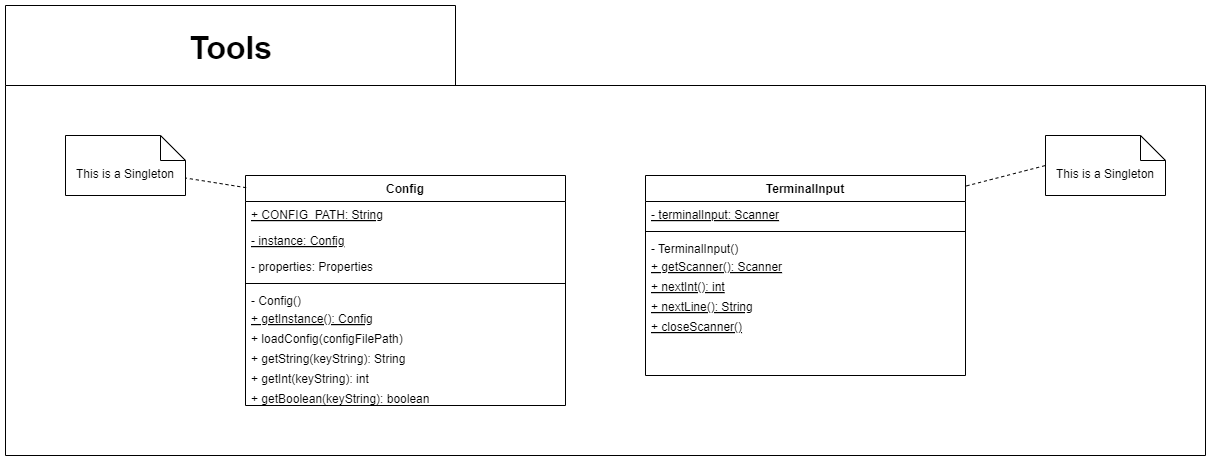 Tools
This is a Singleton
Config
+ CONFIG_PATH: String
- instance: Config
- properties: Properties
- Config()
+ getInstance(): Config
+ loadConfig(configFilePath)
+ getString(keyString): String
+ getInt(keyString): int
+ getBoolean(keyString): boolean
TerminalInput
- terminalInput: Scanner
- TerminalInput()
+ getScanner(): Scanner
+ nextInt(): int
+ nextLine(): String
+ closeScanner()
This is a Singleton